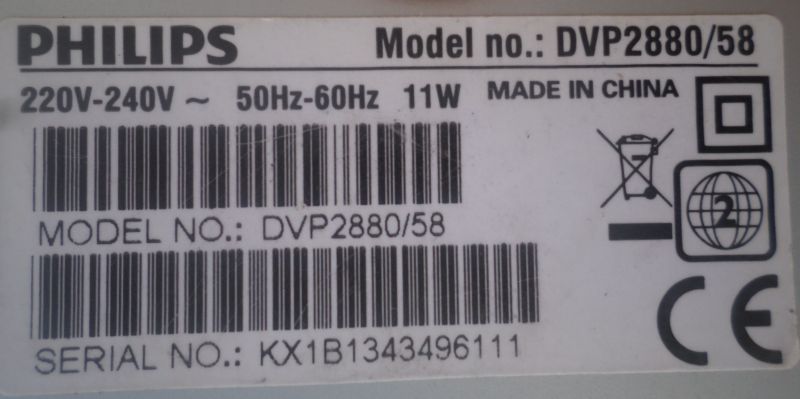 PHILIPS Model no.: DVP2880/58
220V-240V ~ 50Hz-60Hz 11W MADE IN CHINA
MODEL NO.: DVP2880/58
2
SERIAL NO.: KX1B1343496111
CE